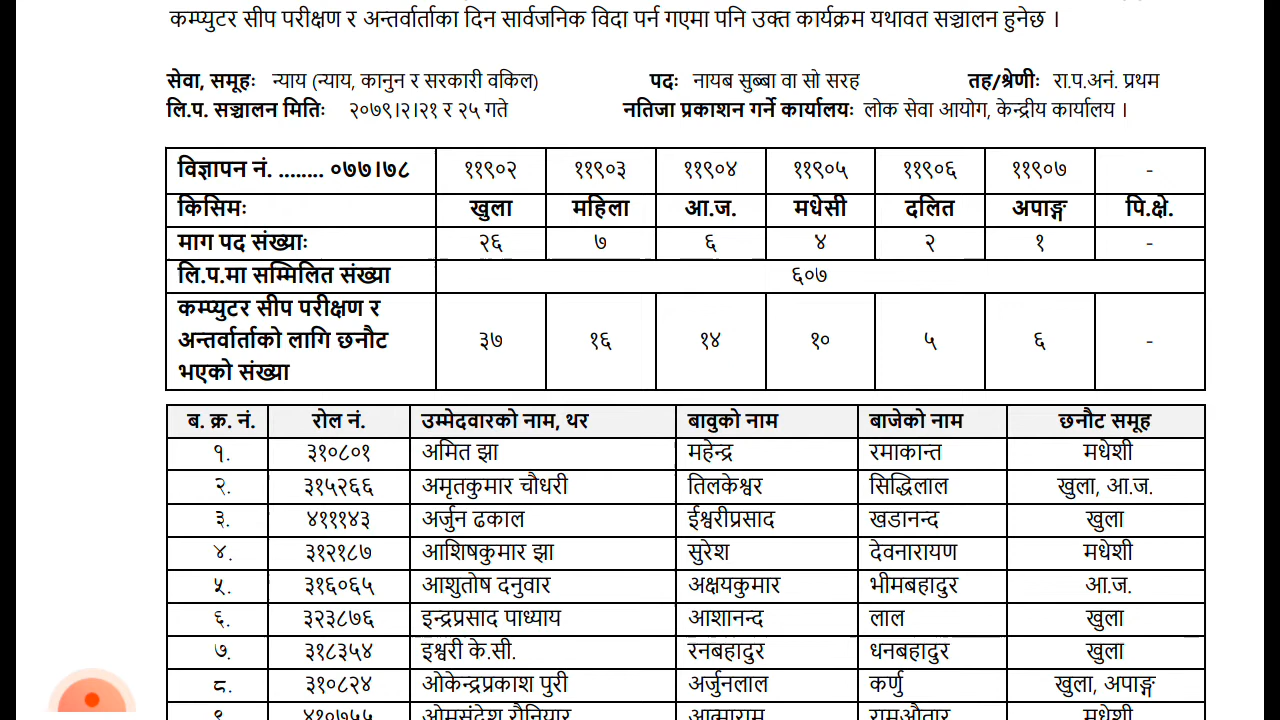 कम्प्युटर सीप परीक्षण र अन्तर्वार्ताका दिन सार्वजनिक विदा पर्न गएमा पनि उक्त कार्यक्रम यथावत सञ्चालन हुनेछ ।
सेवा, समूहः न्याय (न्याय, कानुन र सरकारी वकिल) पदः नायब सुब्बा वा सो सरह तह/श्रेणीः रा.प.अनं. प्रथम
लि.प. सञ्चालन मितिः २०७९।२।२१ र २५ गते नतिजा प्रकाशन गर्ने कार्यालयः लोक सेवा आयोग, केन्द्रीय कार्यालय ।
विज्ञापन नं. ........ ०७७।७८ ११९०२ ११९०३ ११९०४ ११९०५ ११९०६ ११९०७ -
किसिमः खुला महिला आ.ज. मधेसी दलित अपाङ्ग पि.क्षे.
माग पद संख्याः २६ ७ ६ ४ २ १ -
लि.प.मा सम्मिलित संख्या ६०७
कम्प्युटर सीप परीक्षण र
अन्तर्वार्ताको लागि छनौट
भएको संख्या ३७ १६ १४ १० ५ ६ -
ब. क्र. नं. रोल नं. उम्मेदवारको नाम, थर बावुको नाम बाजेको नाम छनौट समूह
१. ३१०८०१ अमित झा महेन्द्र रमाकान्त मधेशी
२. ३१५२६६ अमृतकुमार चौधरी तिलकेश्वर सिद्धिलाल खुला, आ.ज.
३. ४१११४३ अर्जुन ढकाल ईश्वरीप्रसाद खडानन्द खुला
४. ३१२१८७ आशिषकुमार झा सुरेश देवनारायण मधेशी
५. ३१६०६५ आशुतोष दनुवार अक्षयकुमार भीमबहादुर आ.ज.
६. ३२३८७६ इन्द्रप्रसाद पाध्याय आशानन्द लाल खुला
७. ३१८३५४ इश्वरी के.सी. रनबहादुर धनबहादुर खुला
८. ३१०८२४ ओकेन्द्रप्रकाश पुरी अर्जुनलाल कर्णु खुला, अपाङ्ग
९. ४१०७५५ ओमसंदेश रौनियार आत्माराम रामऔतार मधेशी